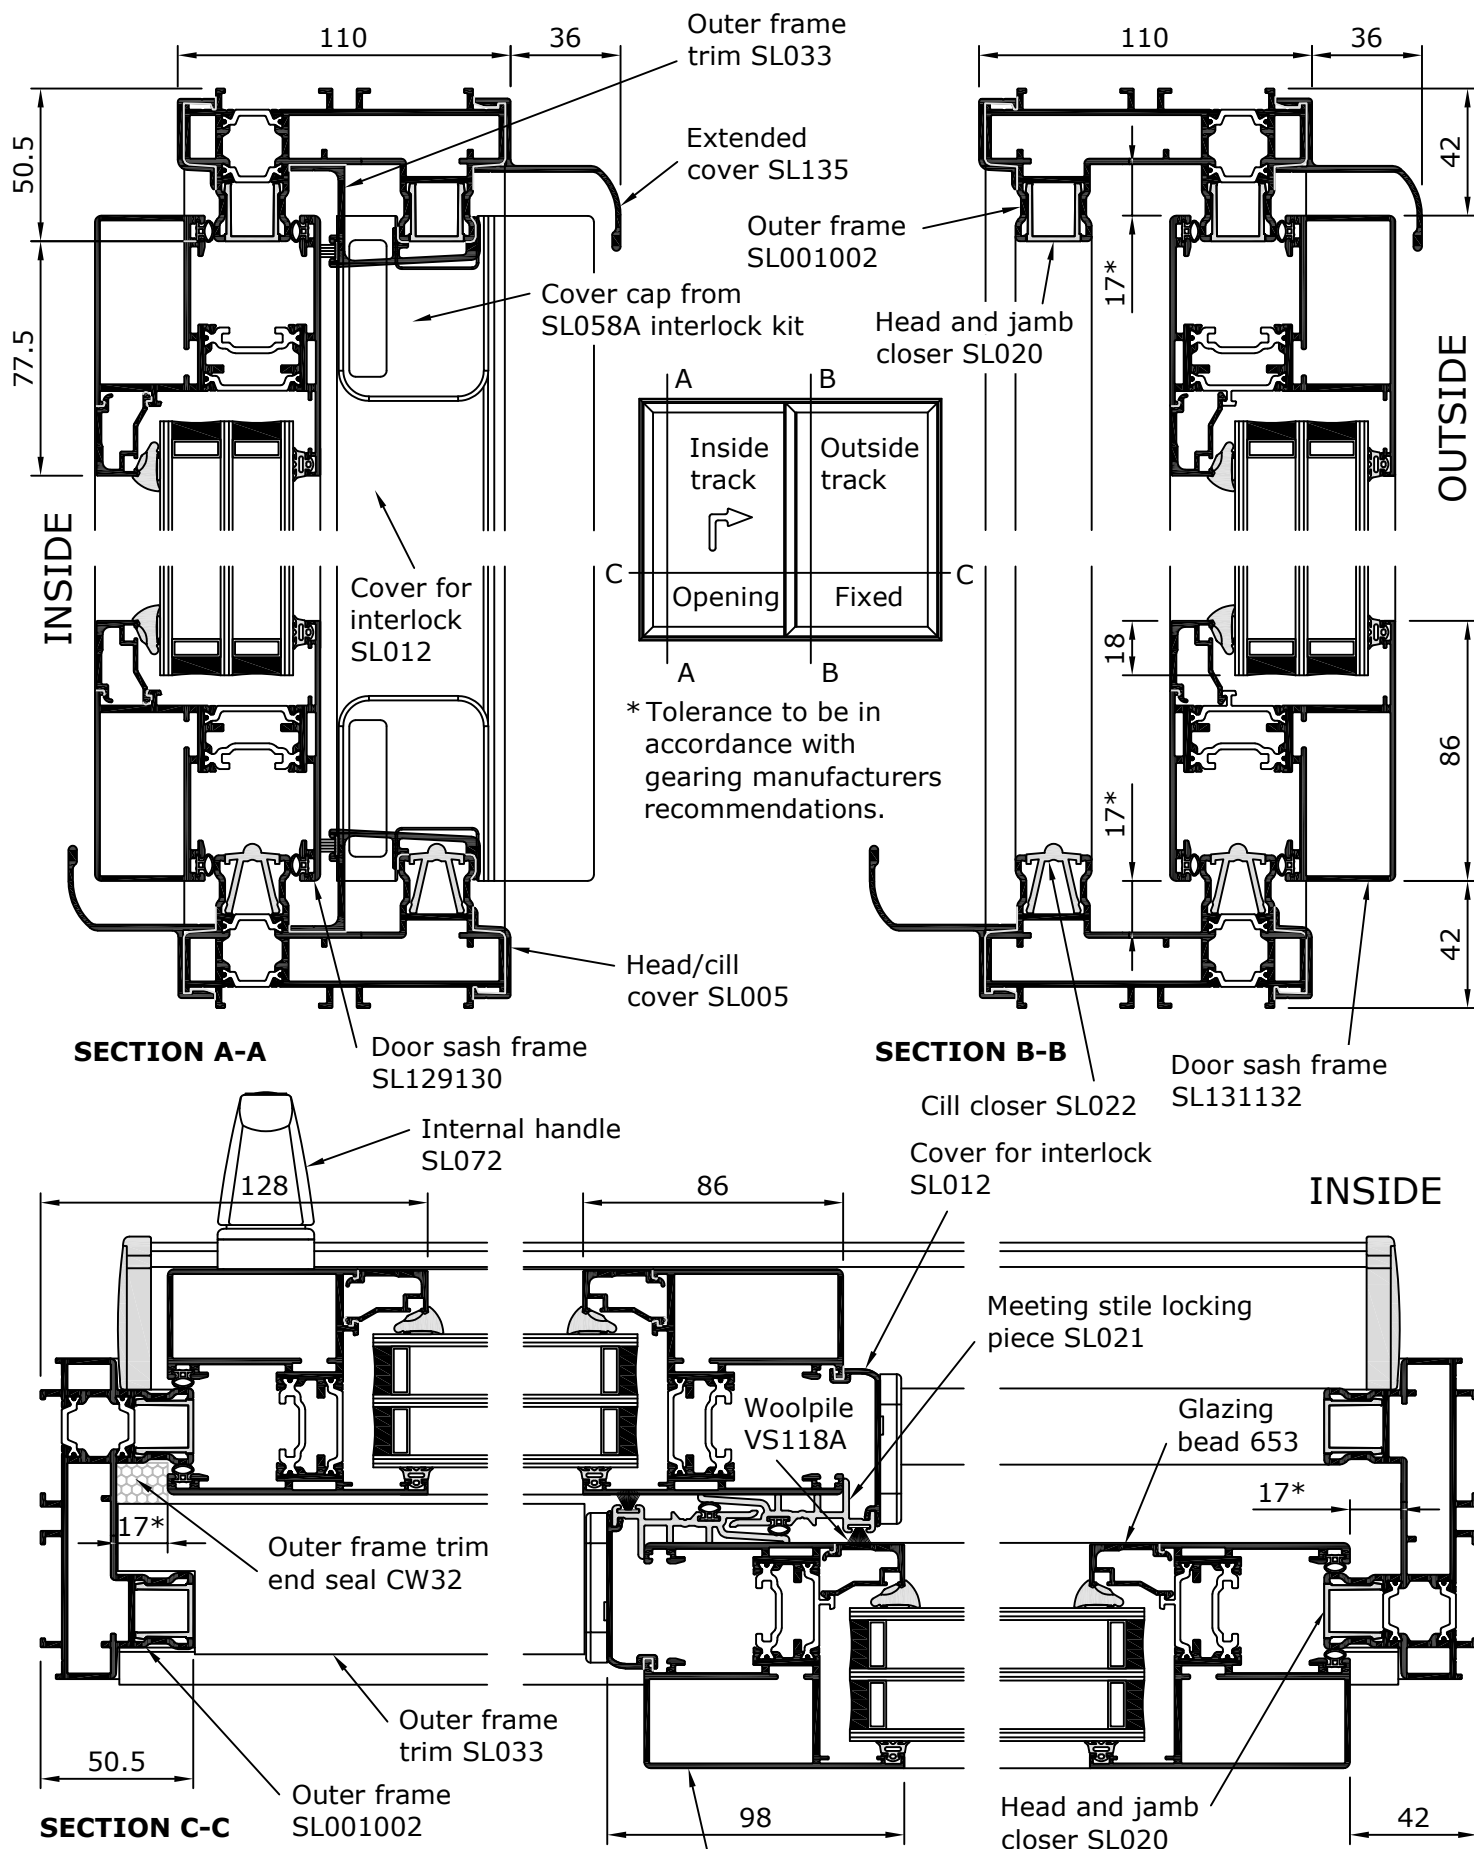 110
36
Outer frame
trim SL033
50.5
Extended
cover SL135
77.5
Cover cap from
SL058A interlock kit
INSIDE
Cover for
interlock
SL012
110
36
42
Outer frame
SL001002
17*
Head and jamb
closer SL020
OUTSIDE
A
B
Inside
track
Outside
track
C
C
Opening
Fixed
A
B
* Tolerance to be in
accordance with
gearing manufacturers
recommendations.
18
86
17*
42
Head/cill
cover SL005
SECTION A-A
Door sash frame
SL129130
SECTION B-B
Door sash frame
SL131132
Cill closer SL022
Internal handle
SL072
128
86
Cover for interlock
SL012
INSIDE
Meeting stile locking
piece SL021
Woolpile
VS118A
Glazing
bead 653
17*
17*
Outer frame trim
end seal CW32
Outer frame
trim SL033
50.5
Outer frame
SL001002
SECTION C-C
98
Head and jamb
closer SL020
42